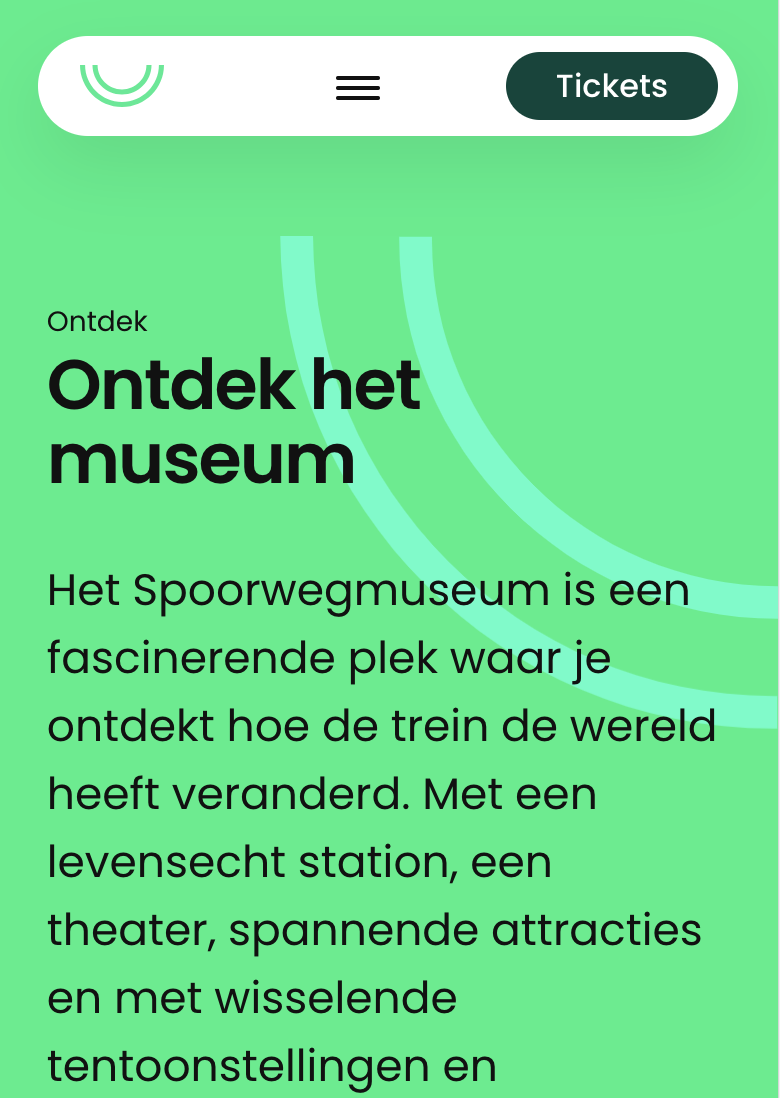 Tickets
Ontdek
Ontdek het
museum
Het Spoorwegmuseum is een
fascinerende plek waar je
ontdekt hoe de trein de wereld
heeft veranderd. Met een
levensecht station, een
theater, spannende attracties
en met wisselende
tentoonstellingen en